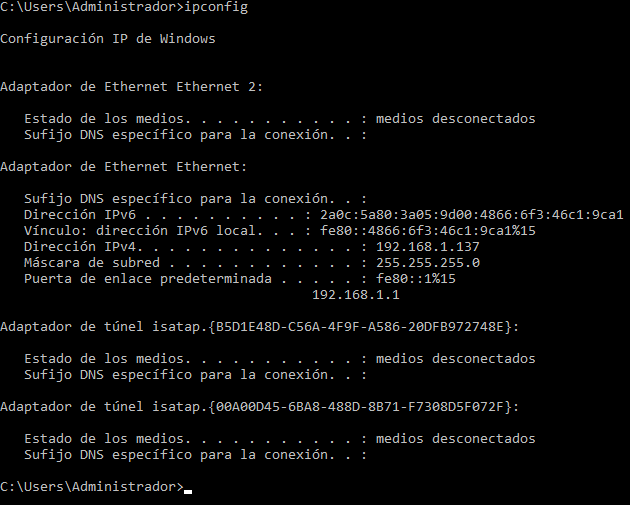 C:\Users\Administrador>ipconfig
Configuración IP de Windows
Adaptador de Ethernet Ethernet 2:
   Estado de los medios. . . . . . . . . . . : medios desconectados
   Sufijo DNS específico para la conexión. . :
Adaptador de Ethernet Ethernet:
   Sufijo DNS específico para la conexión. . :
   Dirección IPv6 . . . . . . . . . . : 2a0c:5a80:3a05:9d00:4866:6f3:46c1:9ca1
   Vínculo: dirección IPv6 local. . . : fe80::4866:6f3:46c1:9ca1%15
   Dirección IPv4. . . . . . . . . . . . . . : 192.168.1.137
   Máscara de subred . . . . . . . . . . . . : 255.255.255.0
   Puerta de enlace predeterminada . . . . . : fe80::1%15
                                       192.168.1.1
Adaptador de túnel isatap.{B5D1E48D-C56A-4F9F-A586-20DFB972748E}:
   Estado de los medios. . . . . . . . . . . : medios desconectados
   Sufijo DNS específico para la conexión. . :
Adaptador de túnel isatap.{00A00D45-6BA8-488D-8B71-F7308D5F072F}:
   Estado de los medios. . . . . . . . . . . : medios desconectados
   Sufijo DNS específico para la conexión. . :
C:\Users\Administrador>